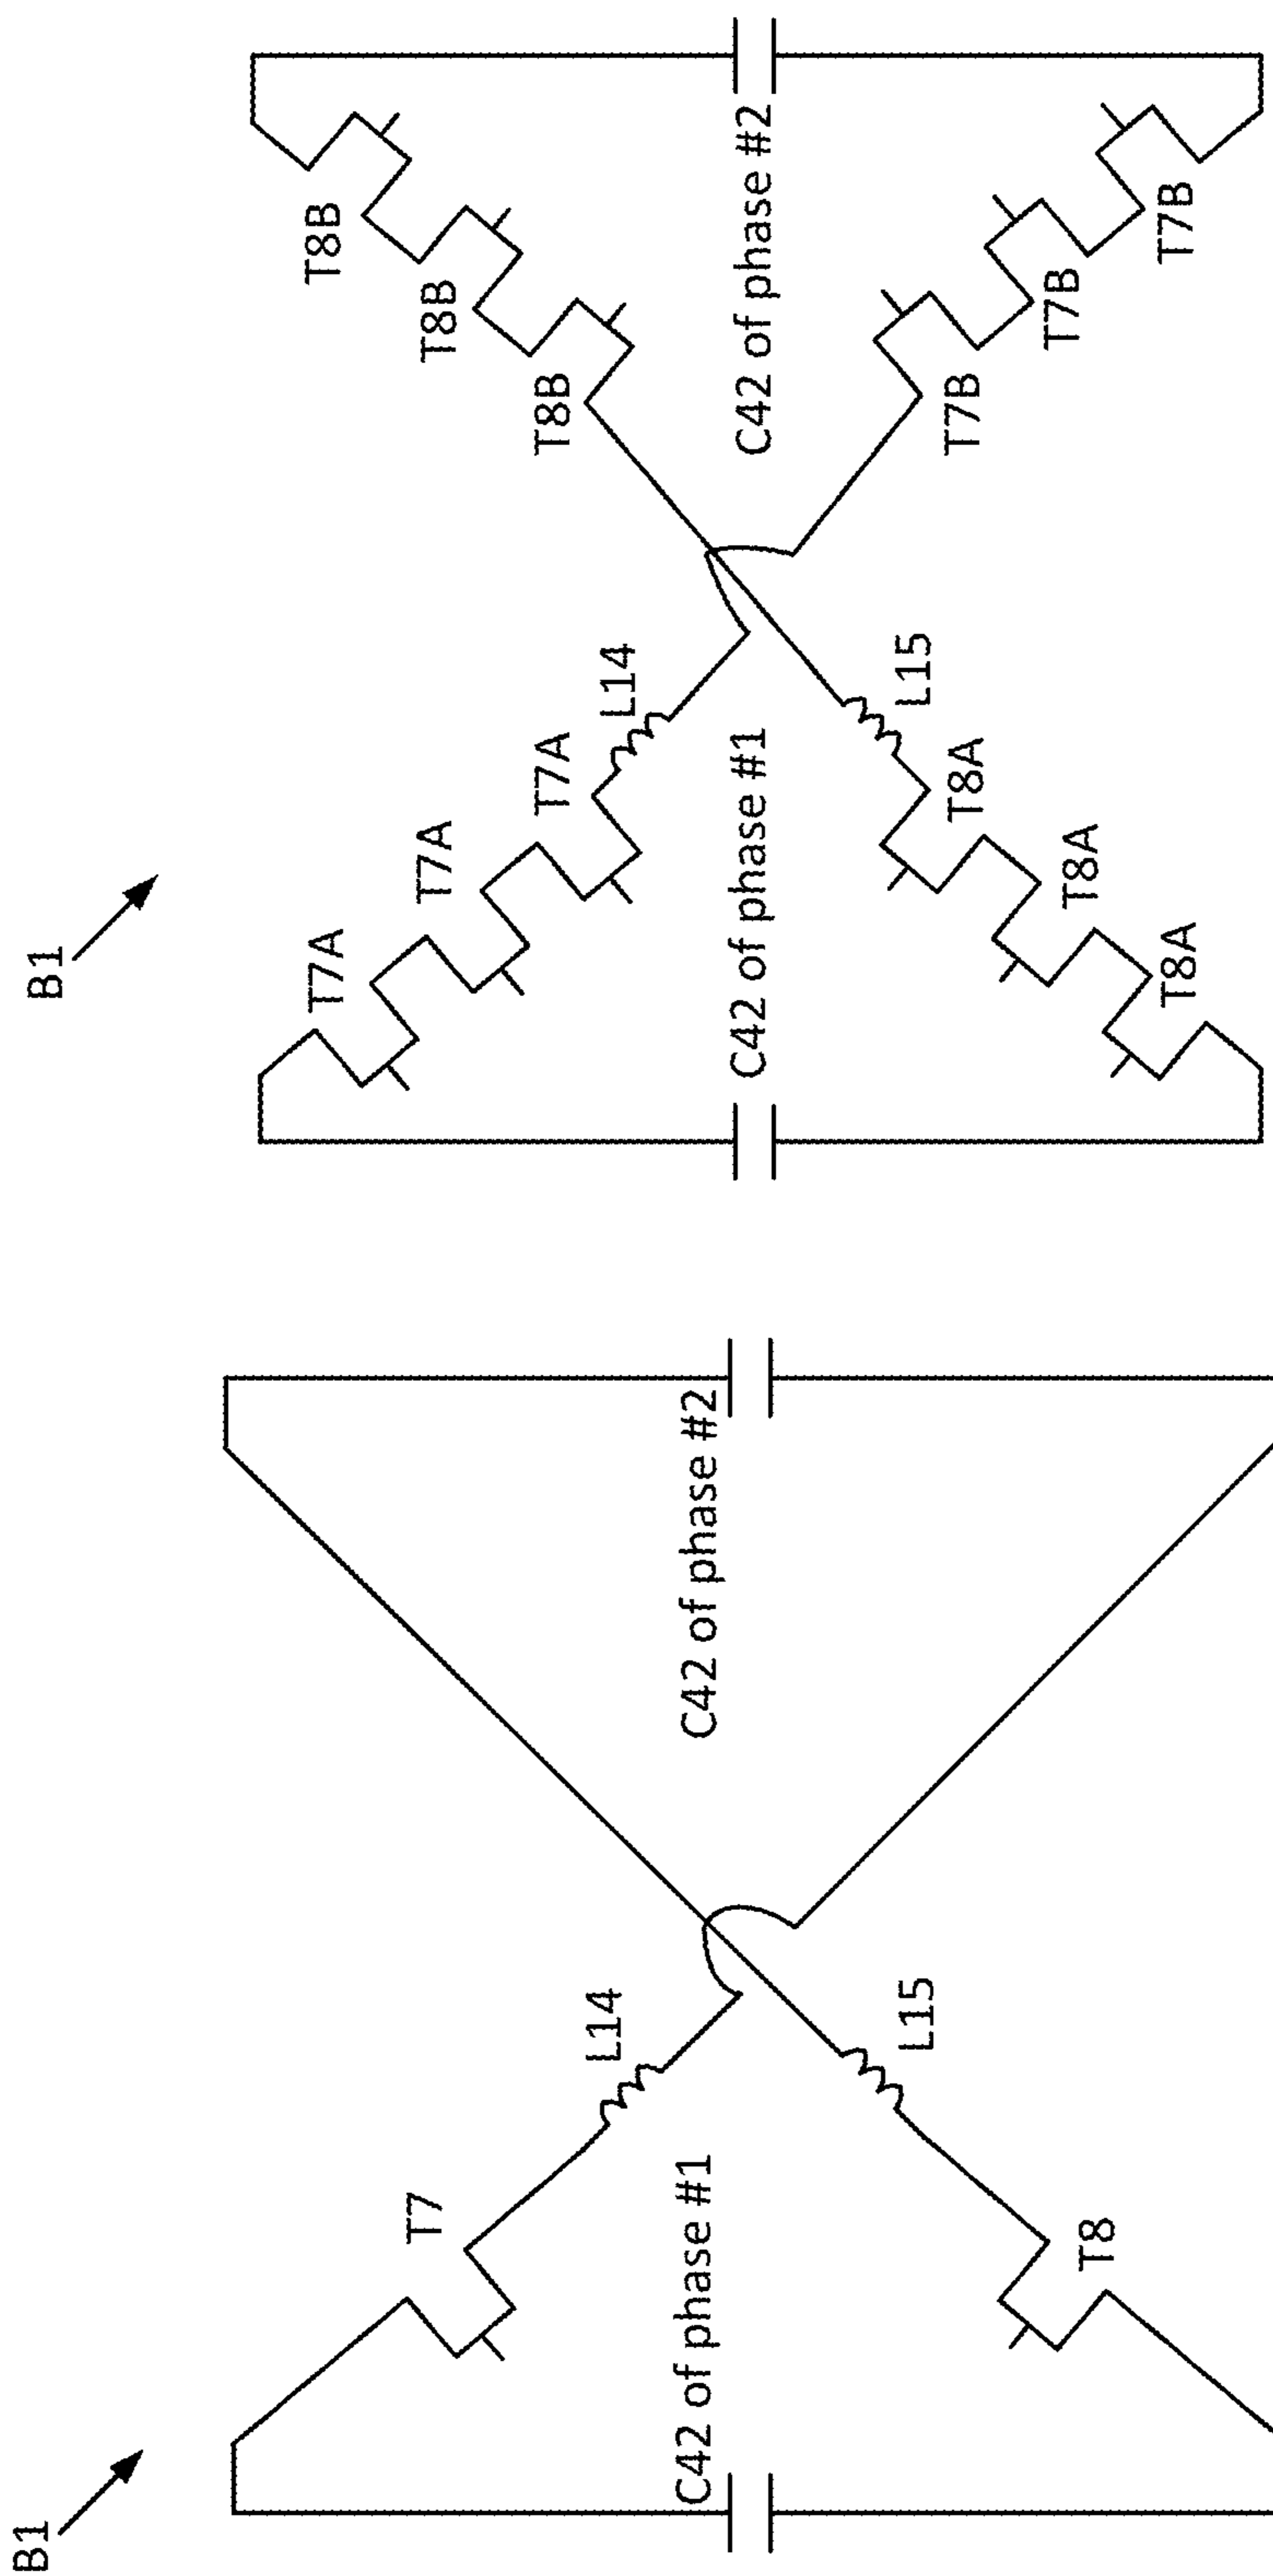 B1
T7
L14
C42 of phase #1
C42 of phase #2
L15
T8
B1
T7A
T7A
T7A
L14
T8B
T8B
T8B
C42 of phase #1
C42 of phase #2
L15
T8A
T8A
T8A
T7B
T7B
T7B